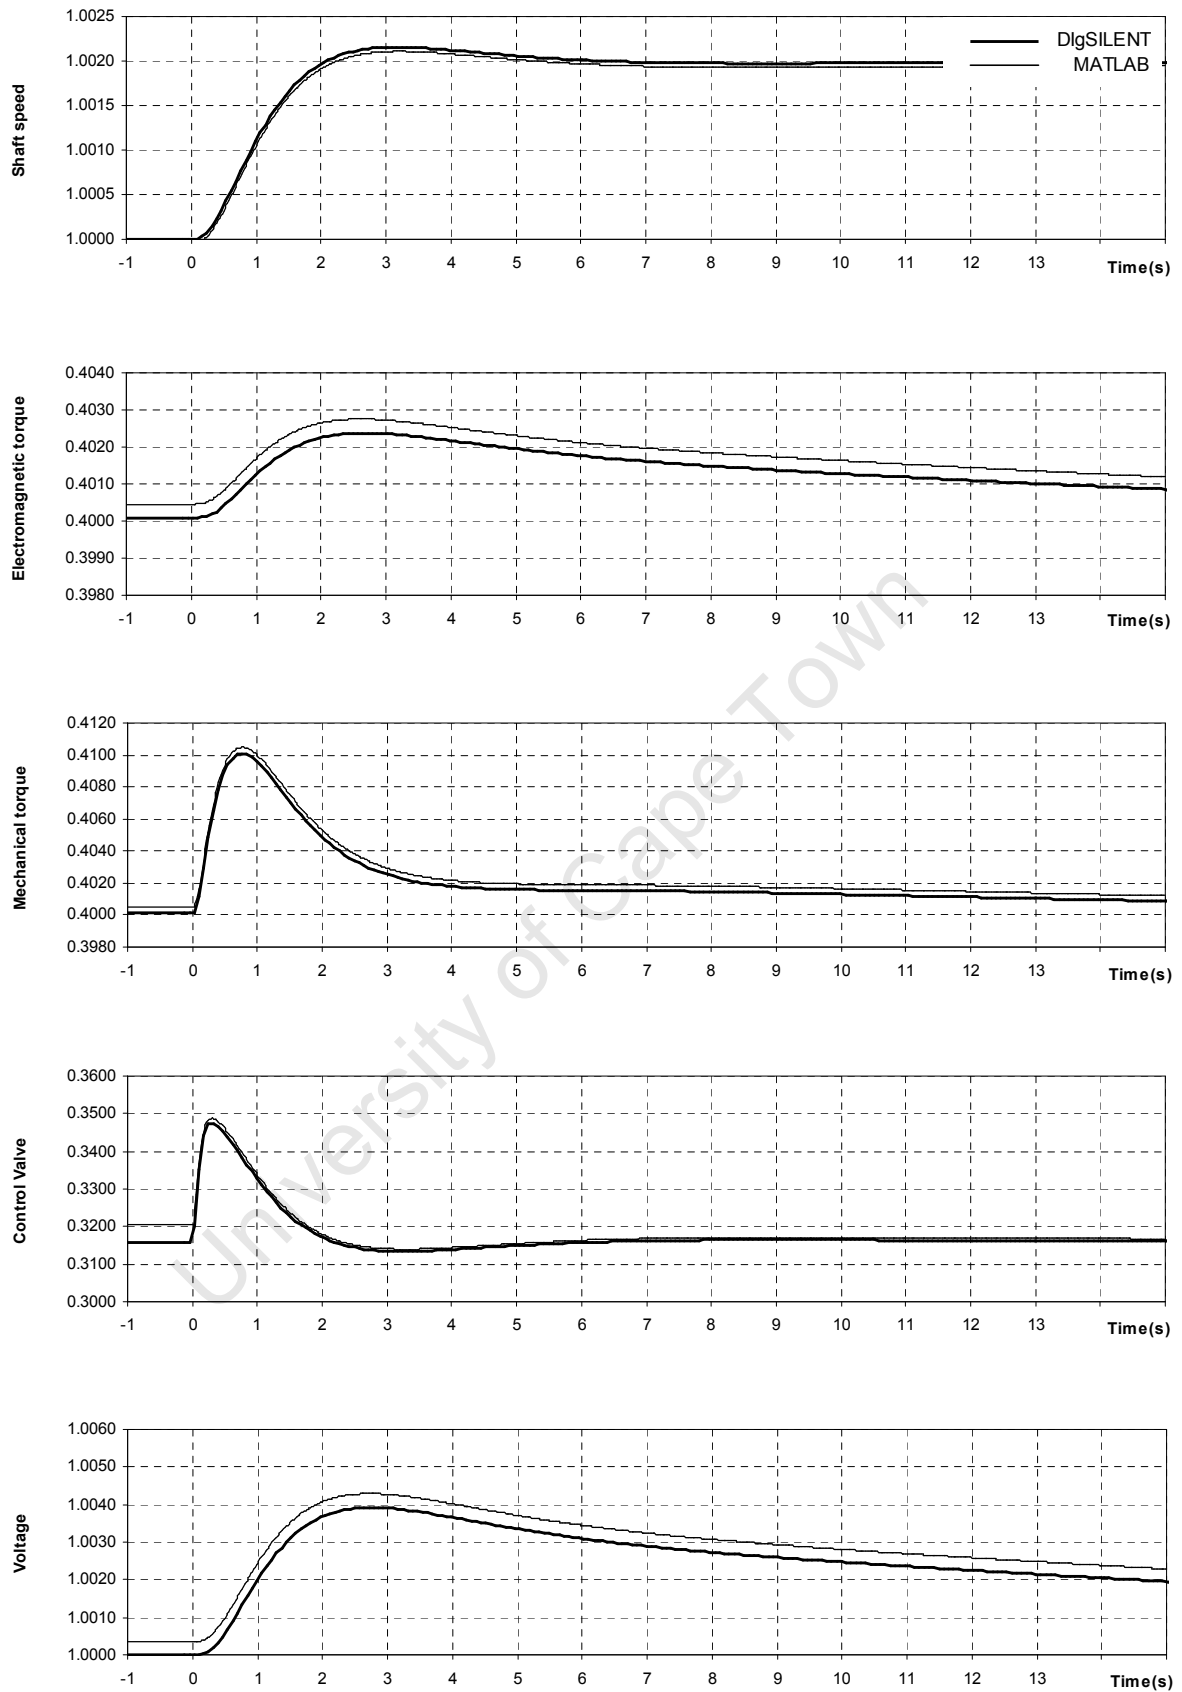 1.0025
1.0020
1.0015
1.0010
1.0005
1.0000
Shaft speed
DIgSILENT
MATLAB
-1 0 1 2 3 4 5 6 7 8 9 10 11 12 13 Time(s)
0.4040
0.4030
0.4020
0.4010
0.4000
0.3990
0.3980
Electromagnetic torque
-1 0 1 2 3 4 5 6 7 8 9 10 11 12 13 Time(s)
0.4120
0.4100
0.4080
0.4060
0.4040
0.4020
0.4000
0.3980
Mechanical torque
-1 0 1 2 3 4 5 6 7 8 9 10 11 12 13 Time(s)
0.3600
0.3500
0.3400
0.3300
0.3200
0.3100
0.3000
Control Valve
-1 0 1 2 3 4 5 6 7 8 9 10 11 12 13 Time(s)
1.0060
1.0050
1.0040
1.0030
1.0020
1.0010
1.0000
Voltage
-1 0 1 2 3 4 5 6 7 8 9 10 11 12 13 Time(s)
University of Cape Town